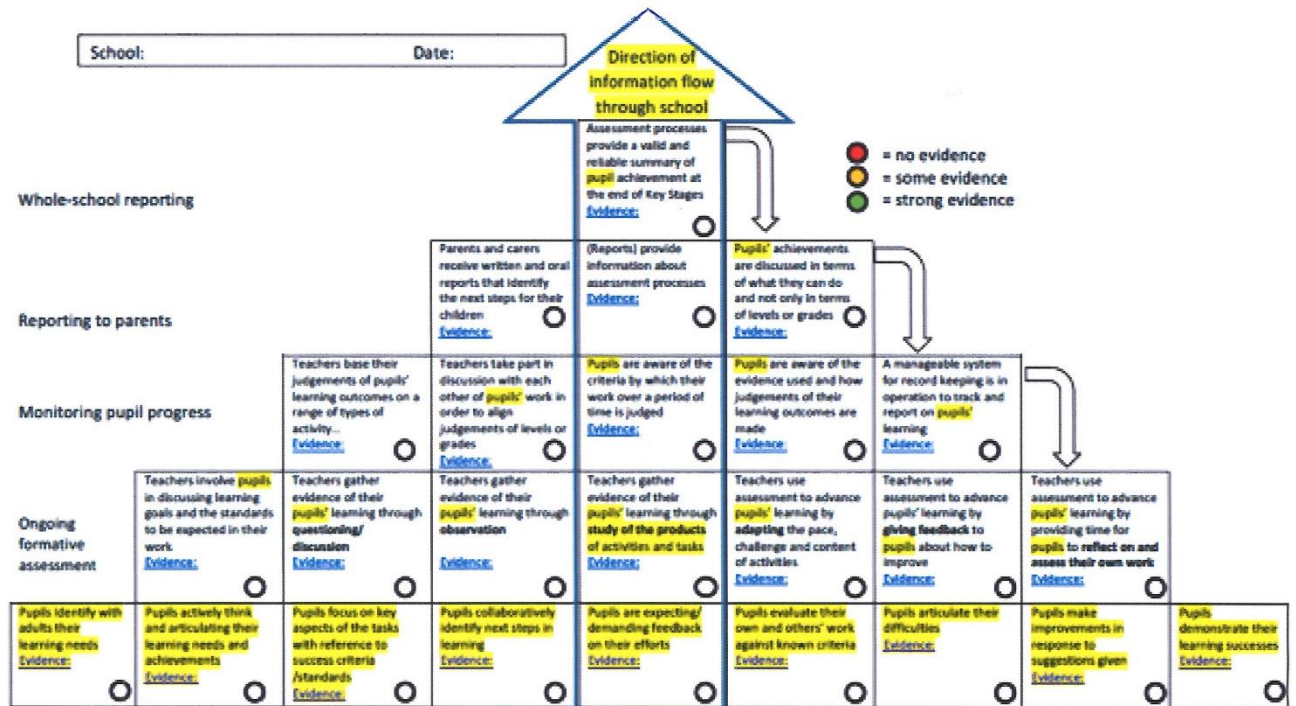 School: Date:
Direction of
information flow
through school
= no evidence
= some evidence
= strong evidence
Whole-school reporting
Assessment processes
provide a valid and
reliable summary of
pupil achievement at
the end of Key Stages
Evidence:
Reporting to parents
Parents and carers
receive written and oral
reports that identify
the next steps for their
children
Evidence:
(Reports) provide
information about
assessment processes
Evidence:
Pupils' achievements
are discussed in terms
of what they can do
and not only in terms
of levels or grades
Evidence:
Monitoring pupil progress
Teachers base their
judgements of pupils'
learning outcomes on a
range of types of
activity...
Evidence:
Teachers take part in
discussion with each
other of pupils' work in
order to align
judgements of levels or
grades
Evidence:
Pupils are aware of the
criteria by which their
work over a period of
time is judged
Evidence:
Pupils are aware of the
evidence used and how
judgements of their
learning outcomes are
made
Evidence:
A manageable system
for record keeping is in
operation to track and
report on pupils'
learning
Evidence:
Ongoing
formative
assessment
Teachers involve pupils
in discussing learning
goals and the standards
to be expected in their
work
Evidence:
Teachers gather
evidence of their
pupils' learning through
questioning/
discussion
Evidence:
Teachers gather
evidence of their
pupils' learning through
observation
Evidence:
Teachers gather
evidence of their
pupils' learning through
study of the products
of activities and tasks
Evidence:
Teachers use
assessment to advance
pupils' learning by
adapting the pace,
challenge and content
of activities
Evidence:
Teachers use
assessment to advance
pupils' learning by
giving feedback to
pupils about how to
improve
Evidence:
Teachers use
assessment to advance
pupils' learning by
providing time for
pupils to reflect on and
assess their own work
Evidence:
Pupils identify with
adults their
learning needs
Evidence:
Pupils actively think
and articulating their
learning needs and
achievements
Evidence:
Pupils focus on key
aspects of the tasks
with reference to
success criteria
/standards
Evidence:
Pupils collaboratively
identify next steps in
learning
Evidence:
Pupils are expecting/
demanding feedback
on their efforts
Evidence:
Pupils evaluate their
own and others' work
against known criteria
Evidence:
Pupils articulate their
difficulties
Evidence:
Pupils make
improvements in
response to
suggestions given
Evidence:
Pupils
demonstrate their
learning successes
Evidence: